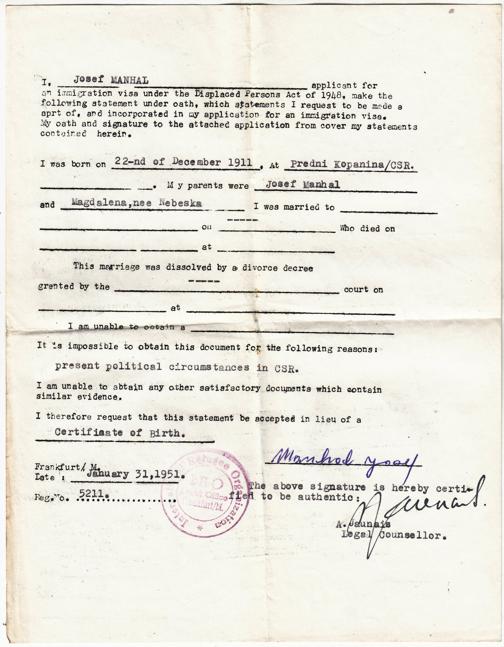 I, Josef MANHAL applicant for
an immigration visa under the Displaced Persons Act of 1948, make the
following statement under oath, which statements I request to be made a
aprt of, and incorporated in my application for an immigration visa.
My oath and signature to the attached application from cover my statements
contained herein.
I was born on 22-nd of December 1911, At Predni Kopanina/CSR.
. My parents were Josef Manhal
and Magdalena,nee Nebeska I was married to
on ----- Who died on
at
This marriage was dissolved by a divorce decree
grented by the ----- court on
at
I am unable to obtain a
It is impossible to obtain this document for the following reasons:
present political circumstances in CSR.
I am unable to abtain any other satisfactory documents which contain
similar evidence.
I therefore request that this statement be accepted in lieu of a
Certifiaate of Birth.
Frankfurt/ M.
Date : January 31,1951.
The above signature is hereby certi-
Reg.No. 5211. fied to be authentic:
Refugee Organization
A. Jaunais
Legal Counsellor.